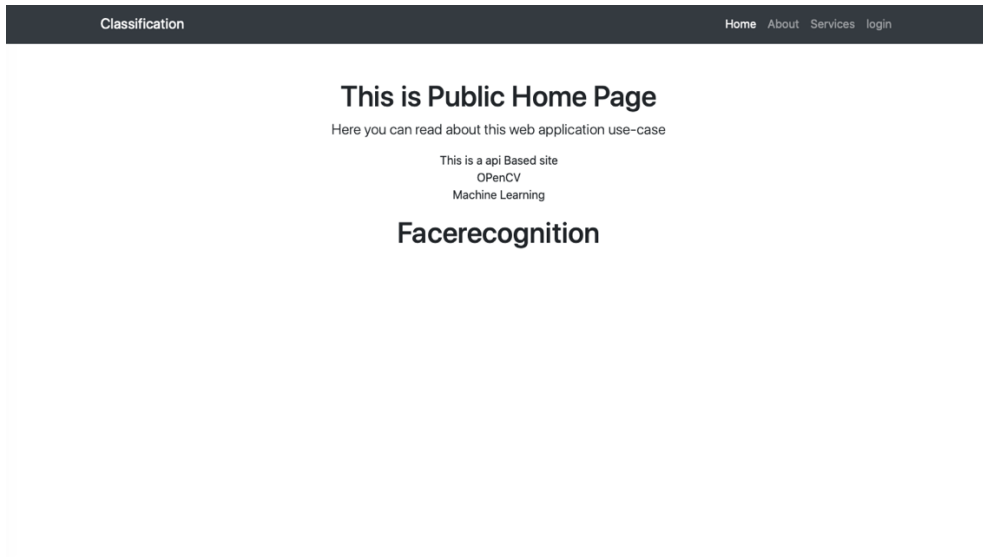 Classification
Home About Services login
This is Public Home Page
Here you can read about this web application use-case
This is a api Based site
OPenCV
Machine Learning
Facerecognition